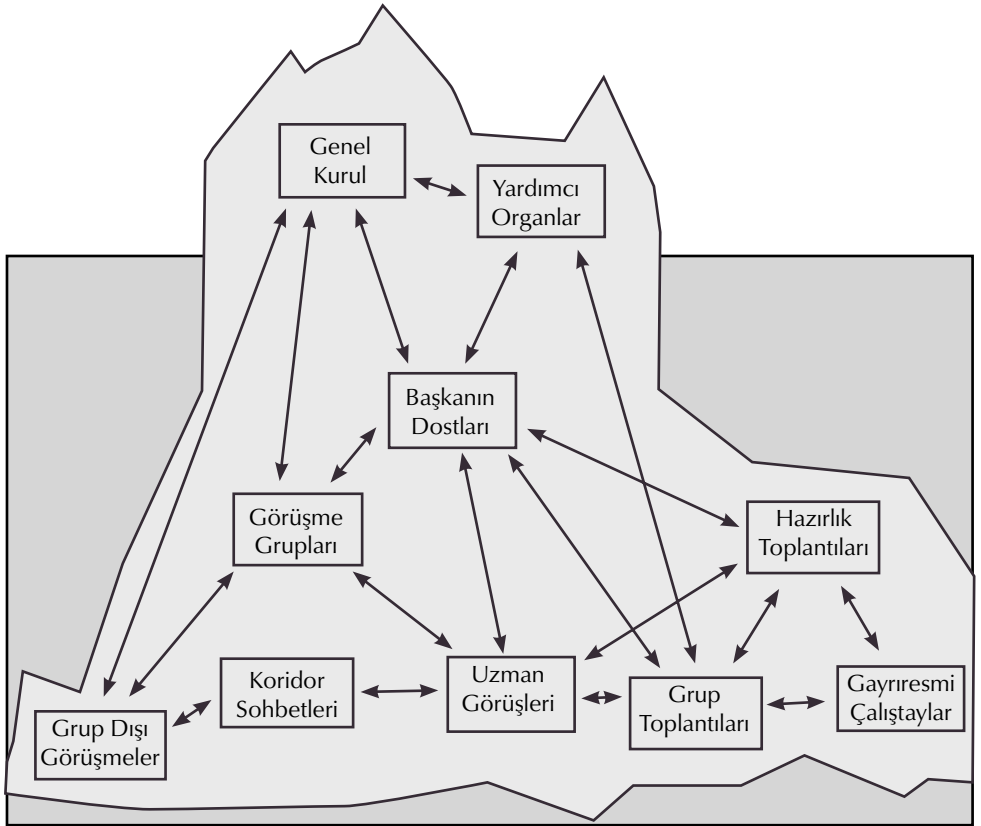 Genel
Kurul
Yardımcı
Organlar
Başkanın
Dostları
Görüşme
Grupları
Hazırlık
Toplantıları
Koridor
Sohbetleri
Uzman
Görüşleri
Grup
Toplantıları
Gayrıresmi
Çalıştaylar
Grup Dışı
Görüşmeler